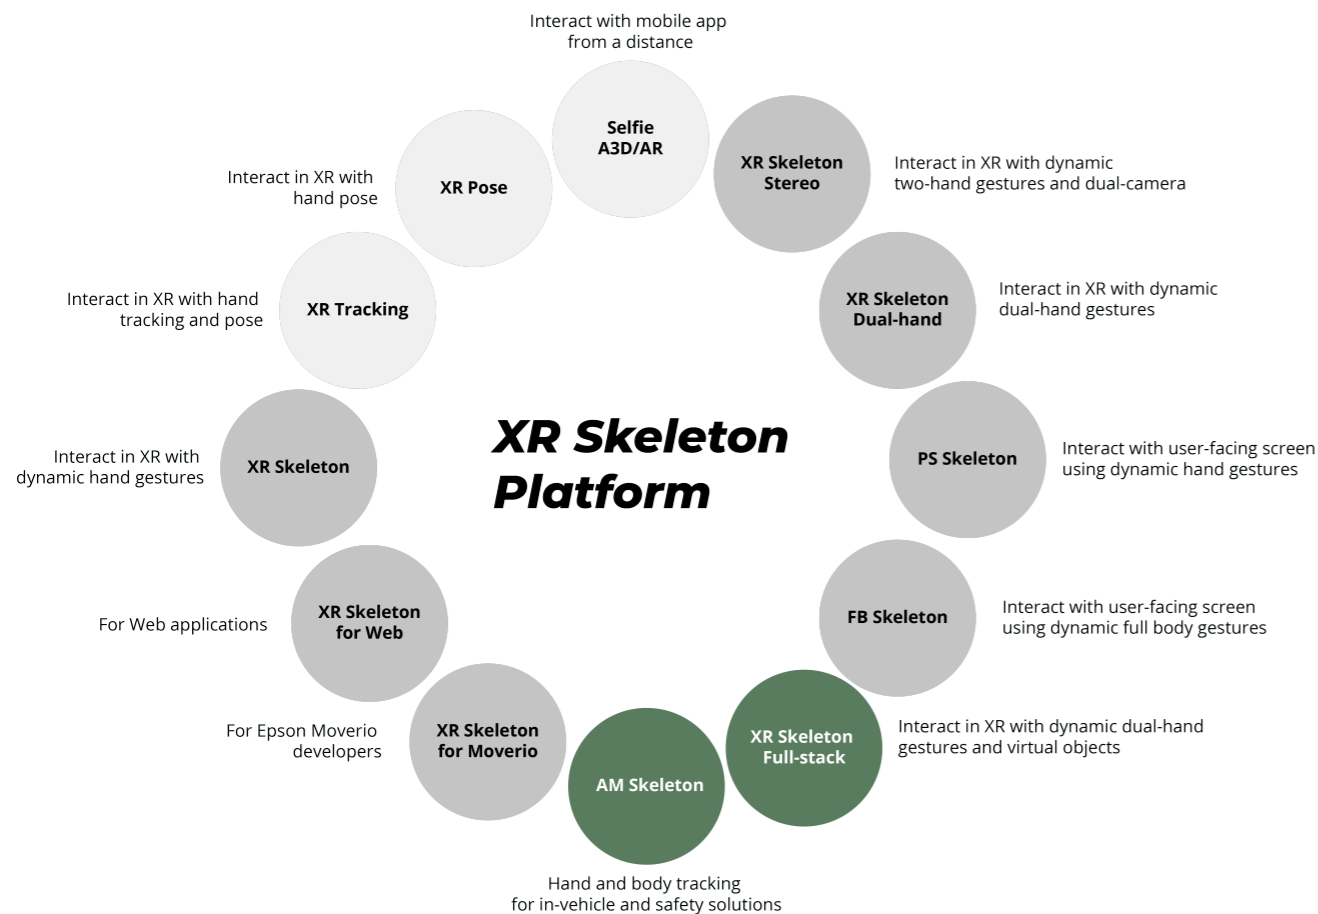 Interact with mobile app
from a distance
Selfie
A3D/AR
XR Skeleton
Stereo
Interact in XR with dynamic
two-hand gestures and dual-camera
XR Skeleton
Dual-hand
Interact in XR with dynamic
dual-hand gestures
PS Skeleton
Interact with user-facing screen
using dynamic hand gestures
FB Skeleton
Interact with user-facing screen
using dynamic full body gestures
XR Skeleton
Full-stack
Interact in XR with dynamic dual-hand
gestures and virtual objects
AM Skeleton
Hand and body tracking
for in-vehicle and safety solutions
XR Skeleton
for Moverio
For Epson Moverio
developers
XR Skeleton
for Web
For Web applications
XR Skeleton
Interact in XR with
dynamic hand gestures
XR Tracking
Interact in XR with hand
tracking and pose
XR Pose
Interact in XR with
hand pose
XR Skeleton
Platform